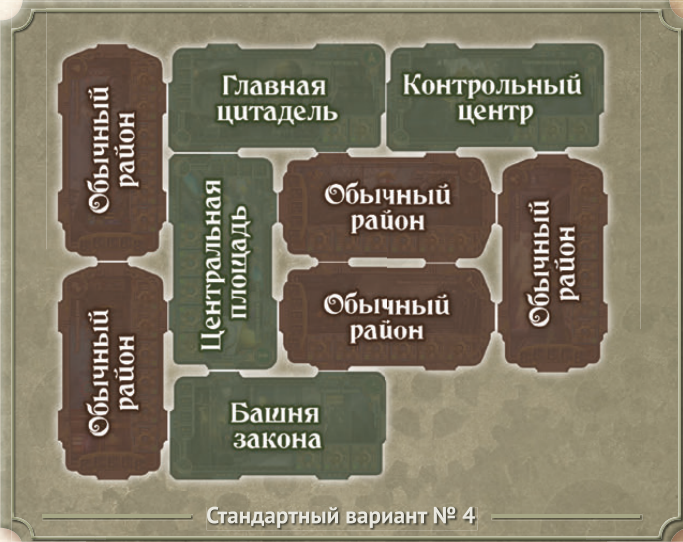 Обычный
район
Главная
цитадель
Контрольный
центр
Центральная
площадь
Обычный
район
Обычный
район
Обычный
район
Обычный
район
Башня
закона
Стандартный вариант № 4